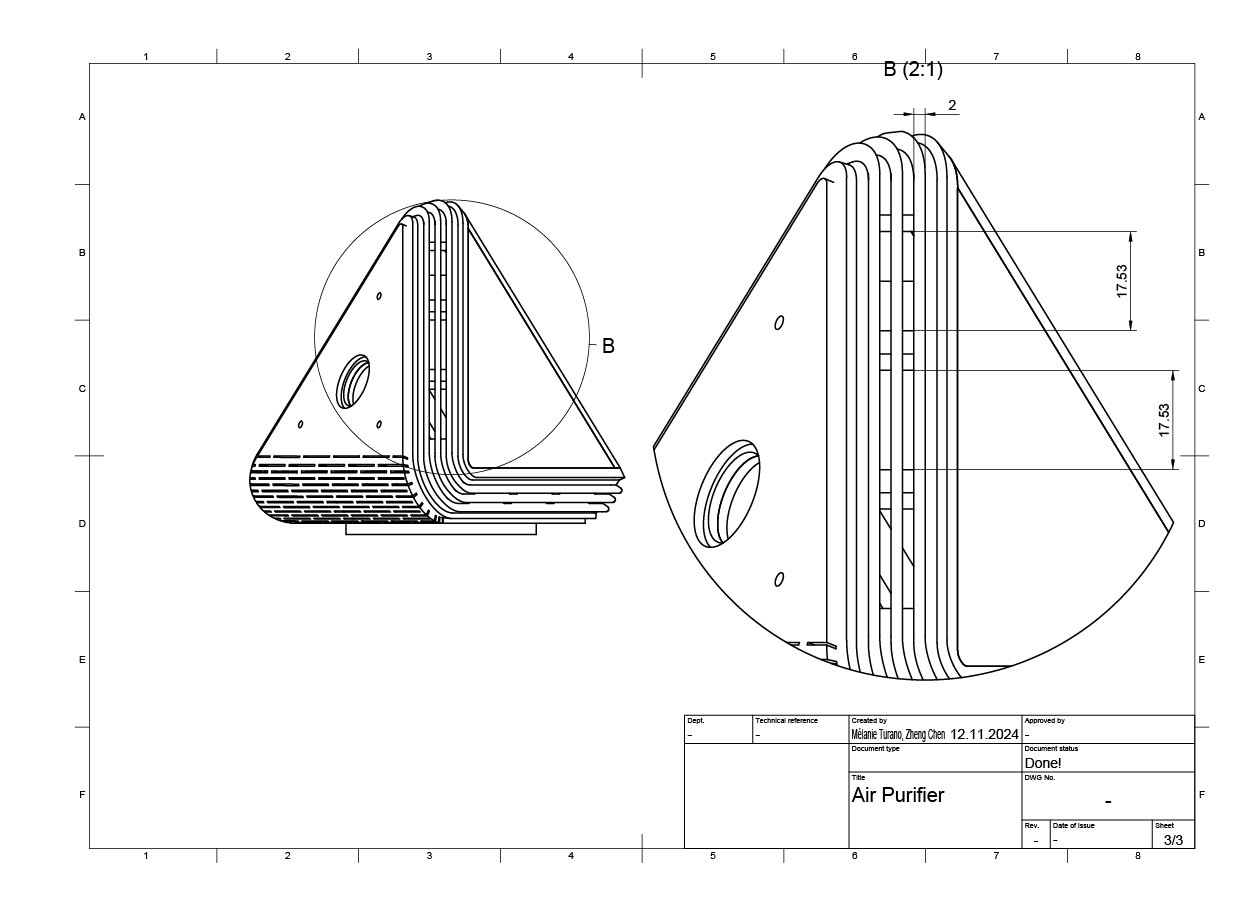 1 2 3 4 5 6 7 8
B (2:1)
2
A A
B B
17.53
B
C C
17.53
D D
E E
Dept. Technical reference Created by Approved by
- - Mélanie Turano, Zheng Chen 12.11.2024 -
Document type Document status
Done!
Title DWG No.
Air Purifier -
F F
Rev. Date of issue Sheet
- - 3/3
1 2 3 4 5 6 7 8